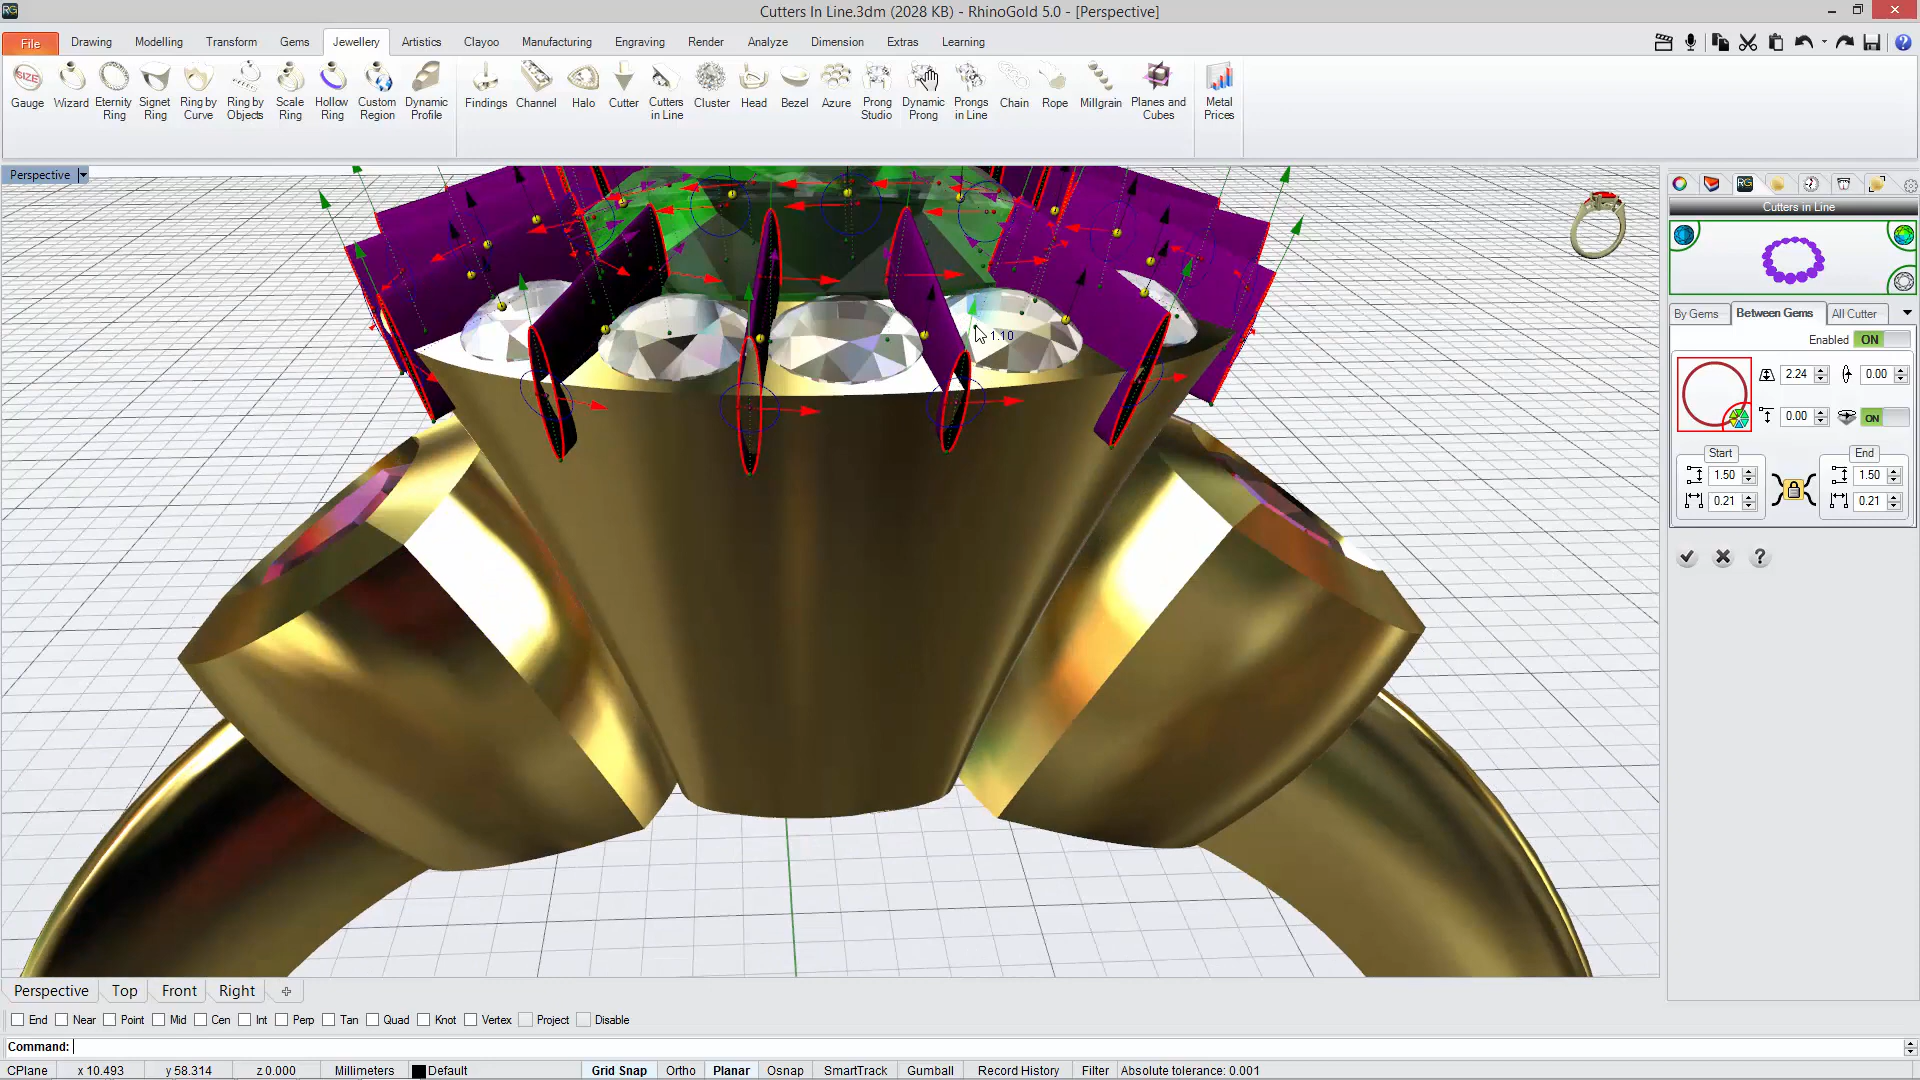 Cutters In Line.3dm (2028 KB) - RhinoGold 5.0 - [Perspective]
File Drawing Modelling Transform Gems Jewellery Artistics Clayoo Manufacturing Engraving Render Analyze Dimension Extras Learning
SIZE
Gauge Wizard Eternity Ring Signet Ring Ring by Curve Ring by Objects Scale Ring Hollow Ring Custom Region Dynamic Profile Findings Channel Halo Cutter Cutters in Line Cluster Head Bezel Azure Prong Studio Dynamic Prong Prongs in Line Chain Rope Millgrain Planes and Cubes Metal Prices
Perspective
Cutters in Line
By Gems Between Gems All Cutter
Enabled ON
2.24 0.00
0.00 ON
Start End
1.50 1.50
0.21 0.21
1.10
Perspective Top Front Right
End Near Point Mid Cen Int Perp Tan Quad Knot Vertex Project Disable
Command:
CPlane x 10.493 y 58.314 z 0.000 Millimeters Default Grid Snap Ortho Planar Osnap SmartTrack Gumball Record History Filter Absolute tolerance: 0.001